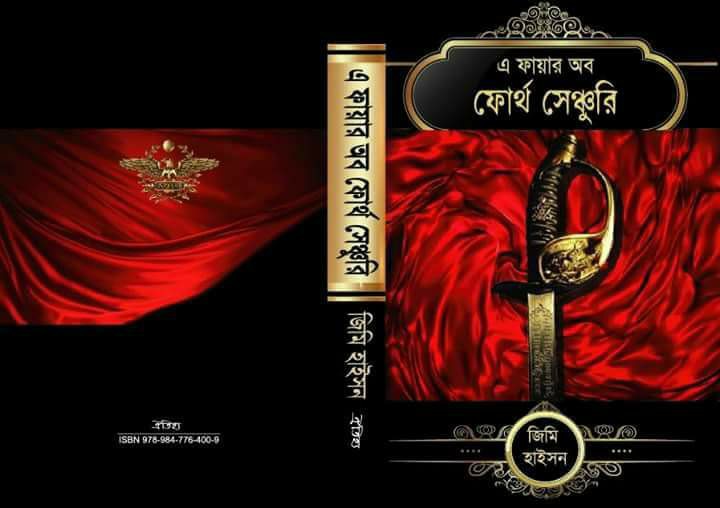 এ ফায়ার অব
ফোর্থ সেঞ্চুরি
জিমি
হাইসন
এ ফায়ার অব ফোর্থ সেঞ্চুরি
জিমি হাইসন
ঐতিহ্য
ঐতিহ্য
ISBN 978-984-776-400-9